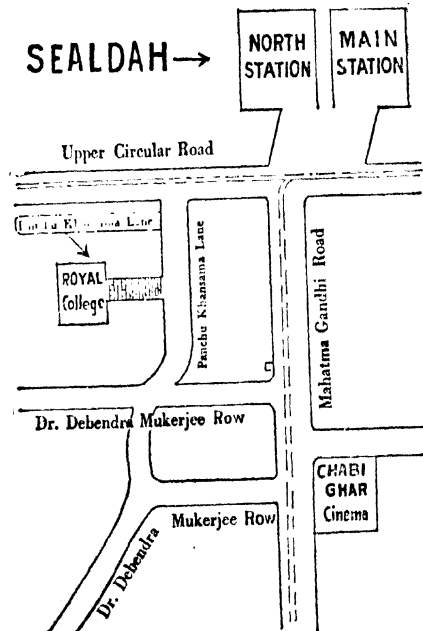 SEALDAH
NORTH
STATION
MAIN
STATION
Upper Circular Road
Lane
ROYAL
College
Panchu Khansama Lane
Mahatma Gandhi Road
Dr. Debendra Mukerjee Row
CHABI
GHAR
Cinema
Mukerjee Row
Dr. Debendra